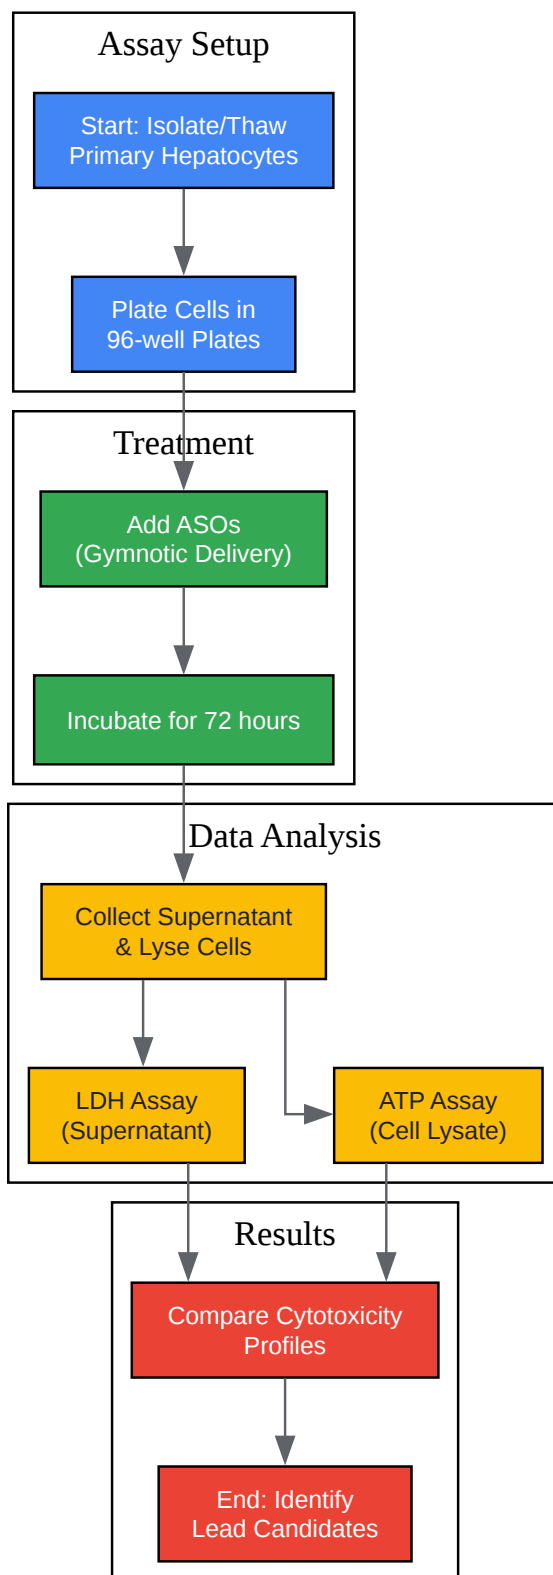 Assay Setup
Start: Isolate/Thaw
Primary Hepatocytes
Plate Cells in
96-well Plates
Treatment
Add ASOs
(Gymnotic Delivery)
Incubate for 72 hours
Data Analysis
Collect Supernatant
& Lyse Cells
LDH Assay
(Supernatant)
ATP Assay
(Cell Lysate)
Results
Compare Cytotoxicity
Profiles
End: Identify
Lead Candidates